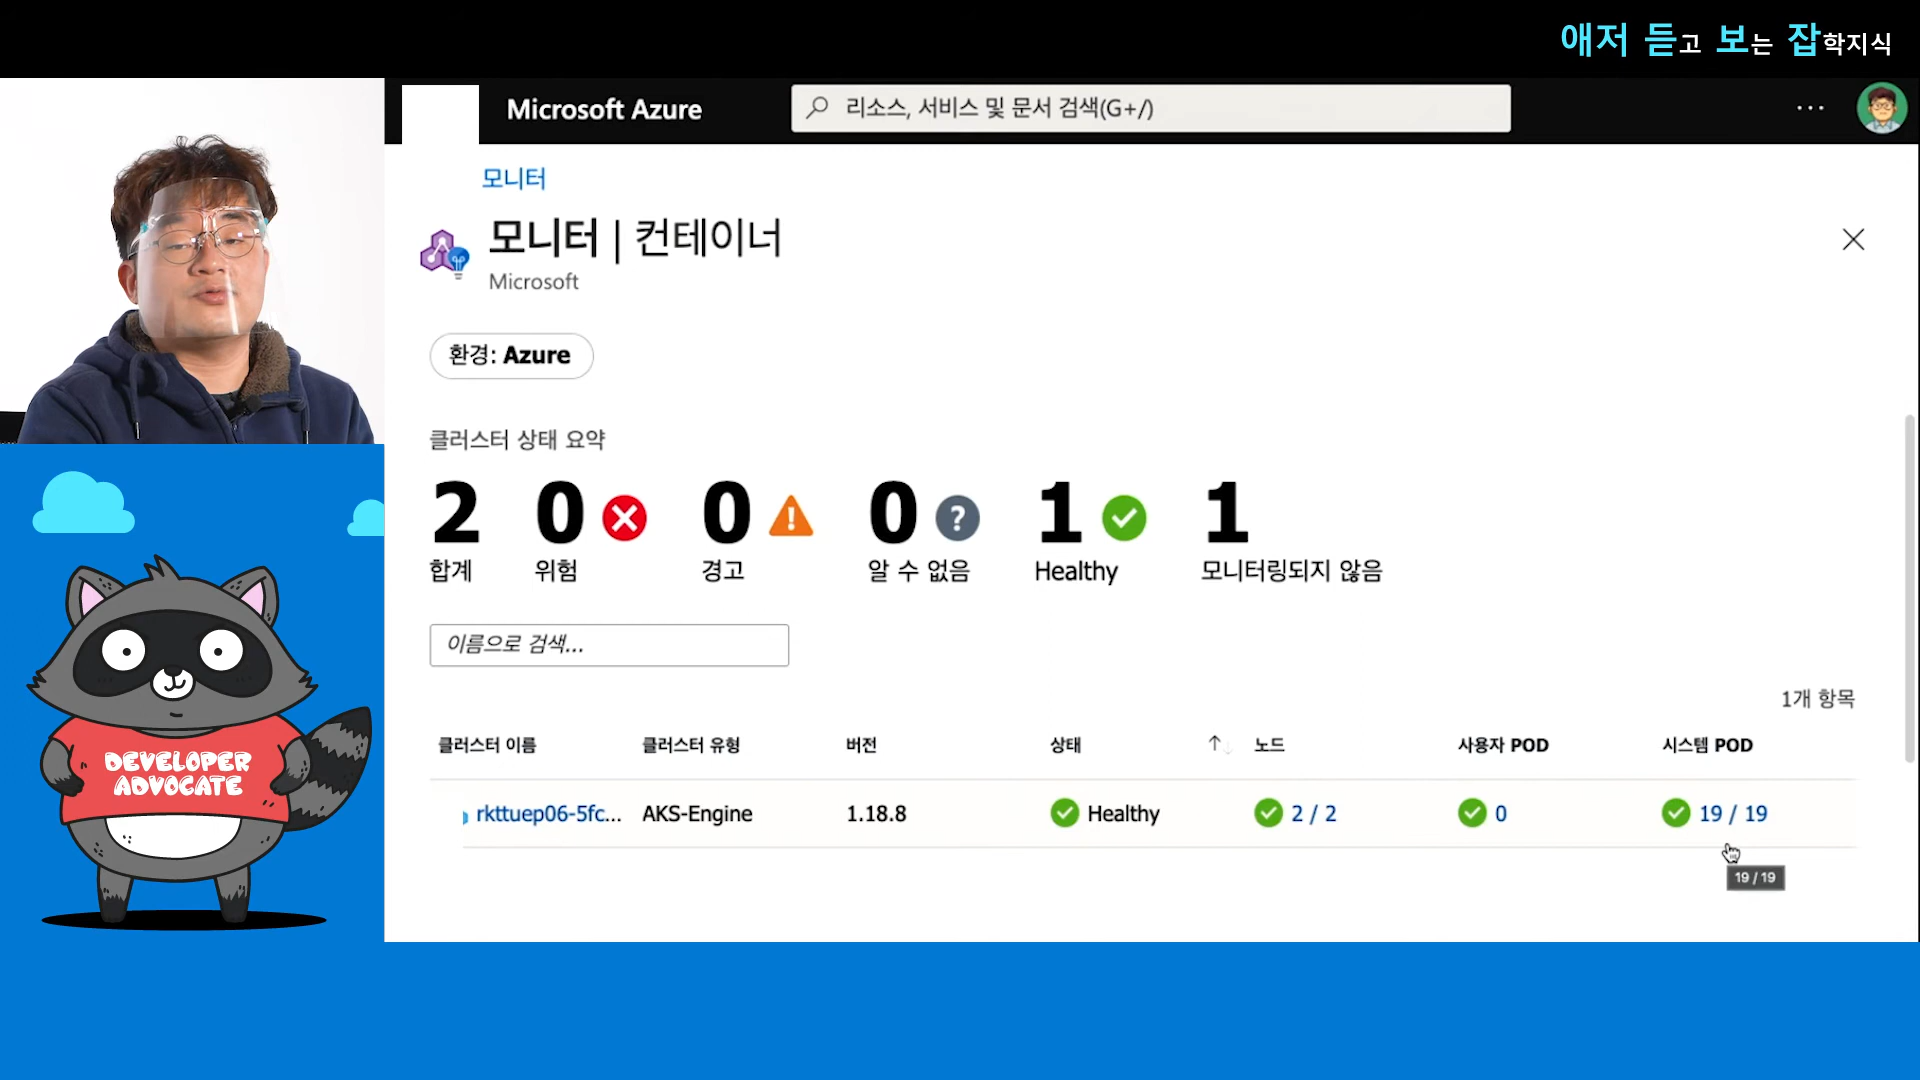 애저 듣고 보는 잡학지식
Microsoft Azure
리소스, 서비스 및 문서 검색(G+/)
모니터
모니터 | 컨테이너
Microsoft
환경: Azure
클러스터 상태 요약
2 0 0 0 1 1
합계 위험 경고 알 수 없음 Healthy 모니터링되지 않음
이름으로 검색...
1개 항목
클러스터 이름 클러스터 유형 버전 상태 노드 사용자 POD 시스템 POD
rkttuep06-5fc... AKS-Engine 1.18.8 Healthy 2 / 2 0 19 / 19
19 / 19
DEVELOPER
ADVOCATE